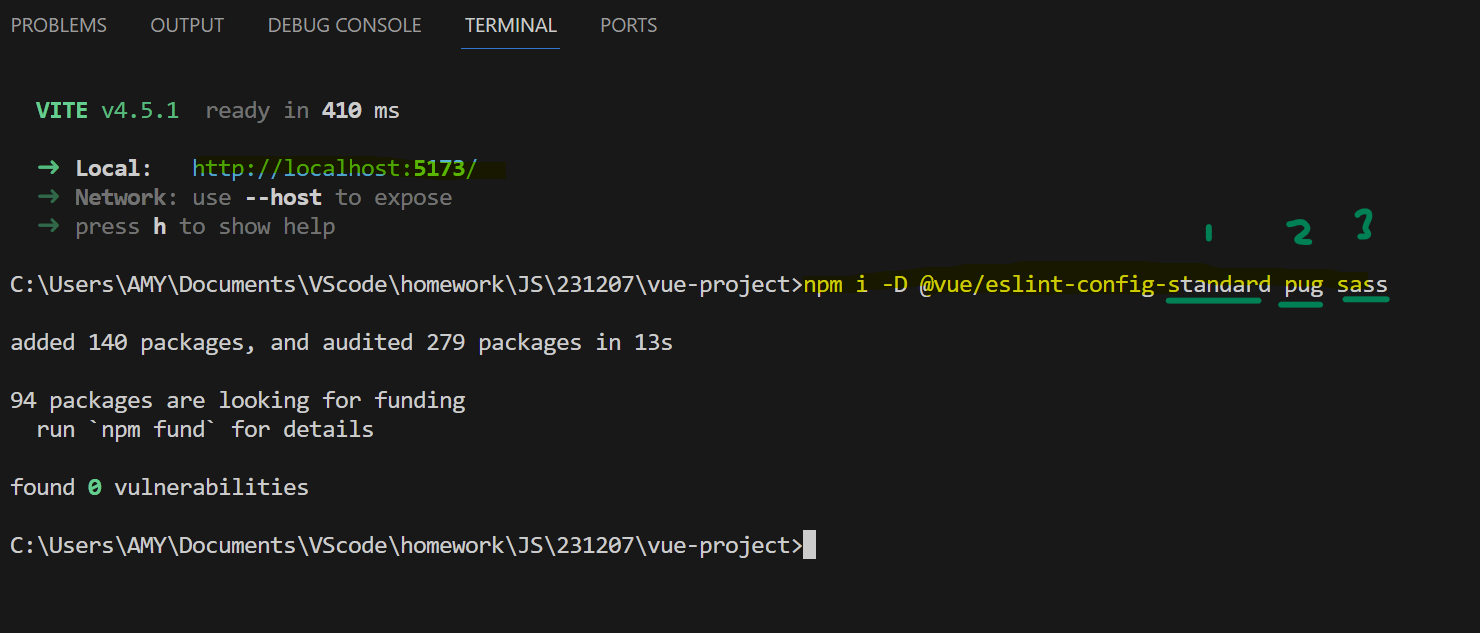 PROBLEMS OUTPUT DEBUG CONSOLE TERMINAL PORTS
VITE v4.5.1 ready in 410 ms
➜ Local: http://localhost:5173/
➜ Network: use --host to expose
➜ press h to show help
1 2 3
C:\Users\AMY\Documents\VScode\homework\JS\231207\vue-project>npm i -D @vue/eslint-config-standard pug sass
added 140 packages, and audited 279 packages in 13s
94 packages are looking for funding
run `npm fund` for details
found 0 vulnerabilities
C:\Users\AMY\Documents\VScode\homework\JS\231207\vue-project>